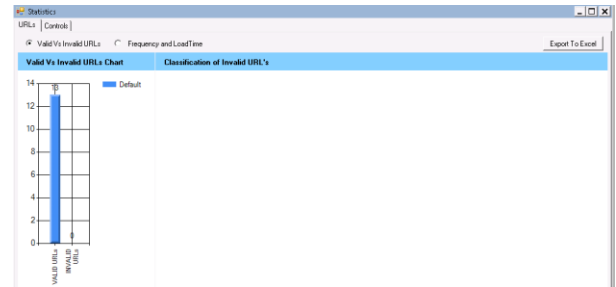 Statistics
URLs Controls
Valid Vs Invalid URLs Frequency and LoadTime Export To Excel
Valid Vs Invalid URLs Chart Classification of Invalid URL's
14
13
Default
12
10
8
6
4
2
0
0
VALID URLs
INVALID
URLs